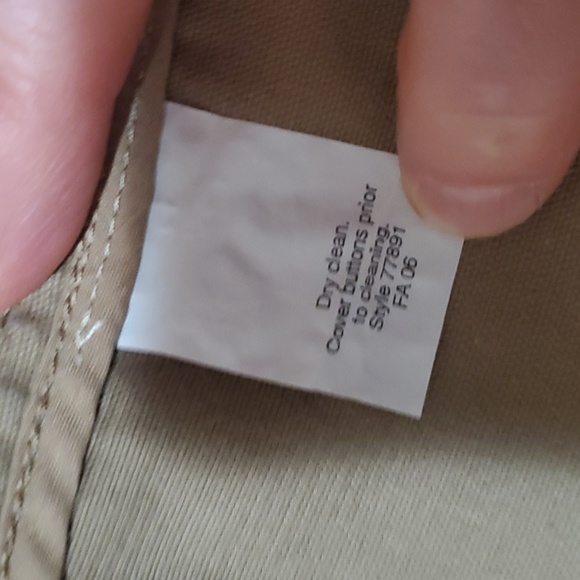 Dry clean.
Cover buttons prior
to cleaning.
Style 77891
FA 06